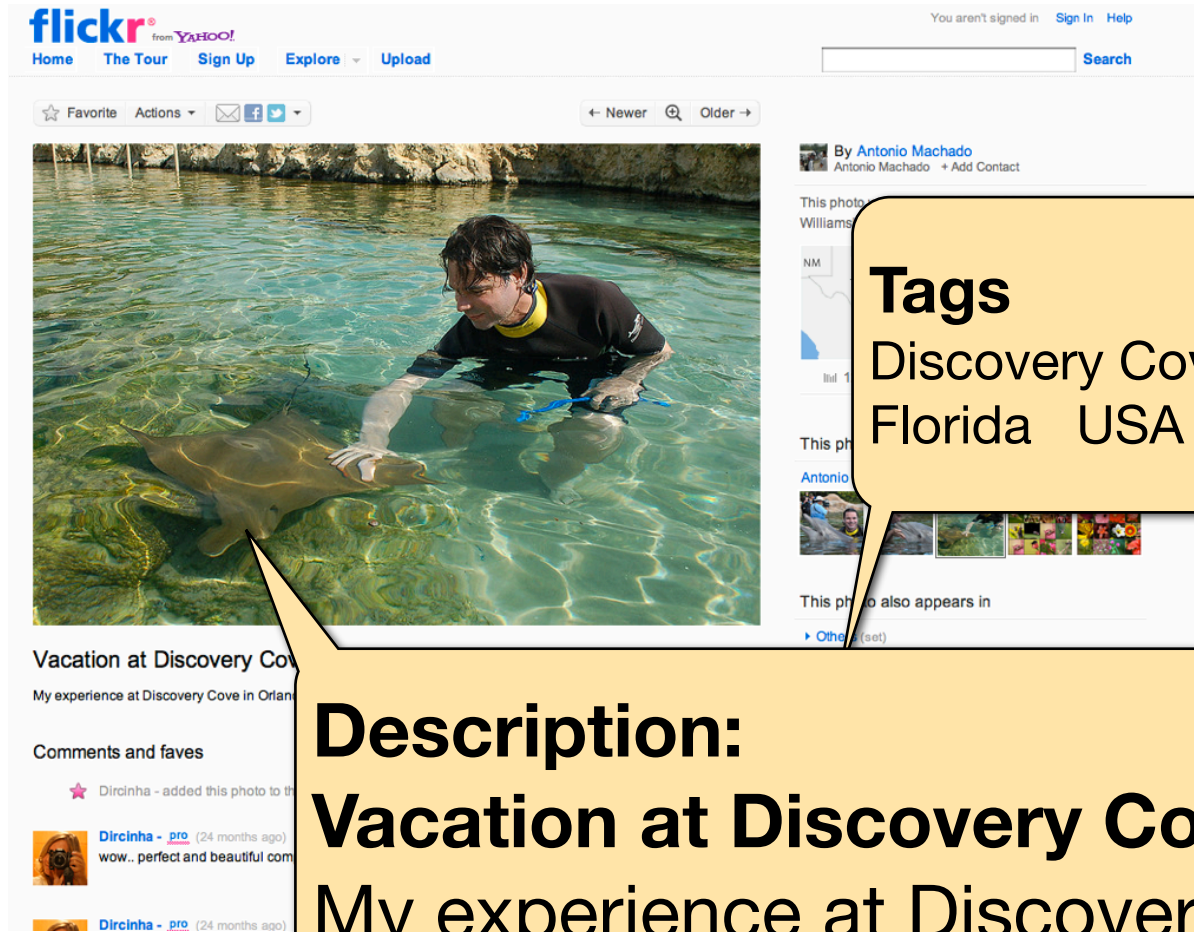 flickr® from YAHOO!
You aren't signed in Sign In Help
Home The Tour Sign Up Explore Upload
Search
Favorite Actions
← Newer Older →
By Antonio Machado
Antonio Machado + Add Contact
This photo
Williams
NM
1
Tags
Discovery Cov
Florida USA
This ph
Antonio
This photo also appears in
Others (set)
Vacation at Discovery Cov
My experience at Discovery Cove in Orlan
Comments and faves
Dircinha - added this photo to th
Dircinha - pro (24 months ago)
wow.. perfect and beautiful com
Dircinha - pro (24 months ago)
Description:
Vacation at Discovery Co
My experience at Discover